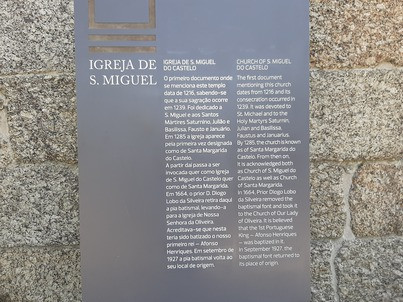 IGREJA DE
S. MIGUEL
IGREJA DE S. MIGUEL
DO CASTELO
O primeiro documento onde
se menciona este templo
data de 1216, sabendo-se
que a sua sagração ocorre
em 1239. Foi dedicado a
S. Miguel e aos Santos
Mártires Saturnino, Julião e
Basilissa, Fausto e Januário.
Em 1285 a igreja aparece
pela primeira vez designada
como de Santa Margarida
do Castelo.
A partir daí passa a ser
invocada quer como Igreja
de S. Miguel do Castelo quer
como de Santa Margarida.
Em 1664, o prior D. Diogo
Lobo da Silveira retira daqui
a pia batismal, levando-a
para a Igreja de Nossa
Senhora da Oliveira.
Acreditava-se que nesta
teria sido batizado o nosso
primeiro rei — Afonso
Henriques. Em setembro de
1927 a pia batismal volta ao
seu local de origem.
CHURCH OF S. MIGUEL
DO CASTELO
The first document
mentioning this church
dates from 1216 and its
consecration occurred in
1239. It was devoted to
St. Michael and to the
Holy Martyrs Saturnin,
Julian and Basilissa,
Faustus and Januarius.
By 1285, the church is known
as of Santa Margarida do
Castelo. From then on,
it is acknowledged both
as Church of S. Miguel do
Castelo as well as Church
of Santa Margarida.
In 1664, Prior Diogo Lobo
da Silveira removed the
baptismal font and took it
to the Church of Our Lady
of Oliveira. It is believed
that the 1st Portuguese
King — Afonso Henriques
— was baptized in it.
In September 1927, the
baptismal font returned to
its place of origin.